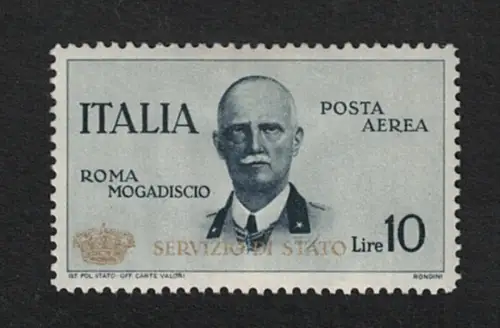 ITALIA
POSTA
AEREA
ROMA
MOGADISCIO
SERVIZIO DI STATO
Lire 10
IST. POL. STATO - OFF. CARTE VALORI
RONDINI